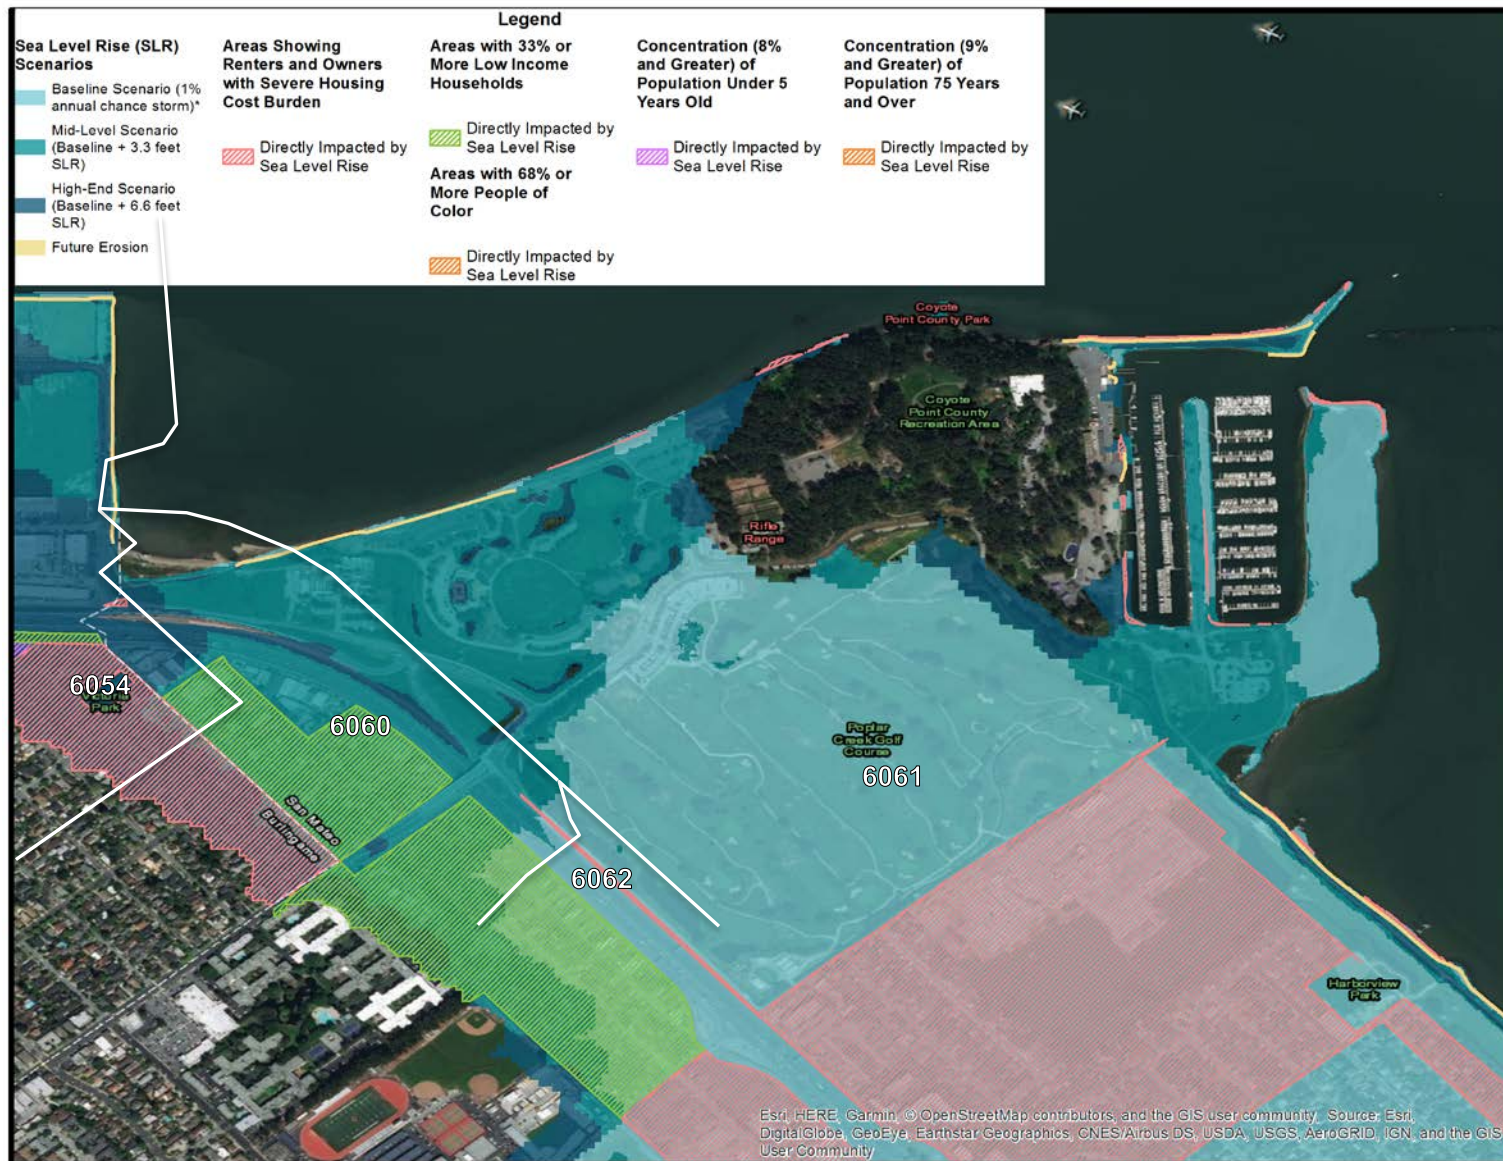 Legend
Sea Level Rise (SLR)
Scenarios
Baseline Scenario (1%
annual chance storm)*
Mid-Level Scenario
(Baseline + 3.3 feet
SLR)
High-End Scenario
(Baseline + 6.6 feet
SLR)
Future Erosion
Areas Showing
Renters and Owners
with Severe Housing
Cost Burden
Directly Impacted by
Sea Level Rise
Areas with 33% or
More Low Income
Households
Directly Impacted by
Sea Level Rise
Areas with 68% or
More People of
Color
Directly Impacted by
Sea Level Rise
Concentration (8%
and Greater) of
Population Under 5
Years Old
Directly Impacted by
Sea Level Rise
Concentration (9%
and Greater) of
Population 75 Years
and Over
Directly Impacted by
Sea Level Rise
Coyote
Point County Park
Coyote
Point County
Recreation Area
Rifle
Range
6054
Victoria
Park
6060
Poplar
Creek Golf
Course
6061
San Mateo
Burlingame
6062
Harborview
Park
Esri, HERE, Garmin, © OpenStreetMap contributors, and the GIS user community, Source: Esri,
DigitalGlobe, GeoEye, Earthstar Geographics, CNES/Airbus DS, USDA, USGS, AeroGRID, IGN, and the GIS
User Community